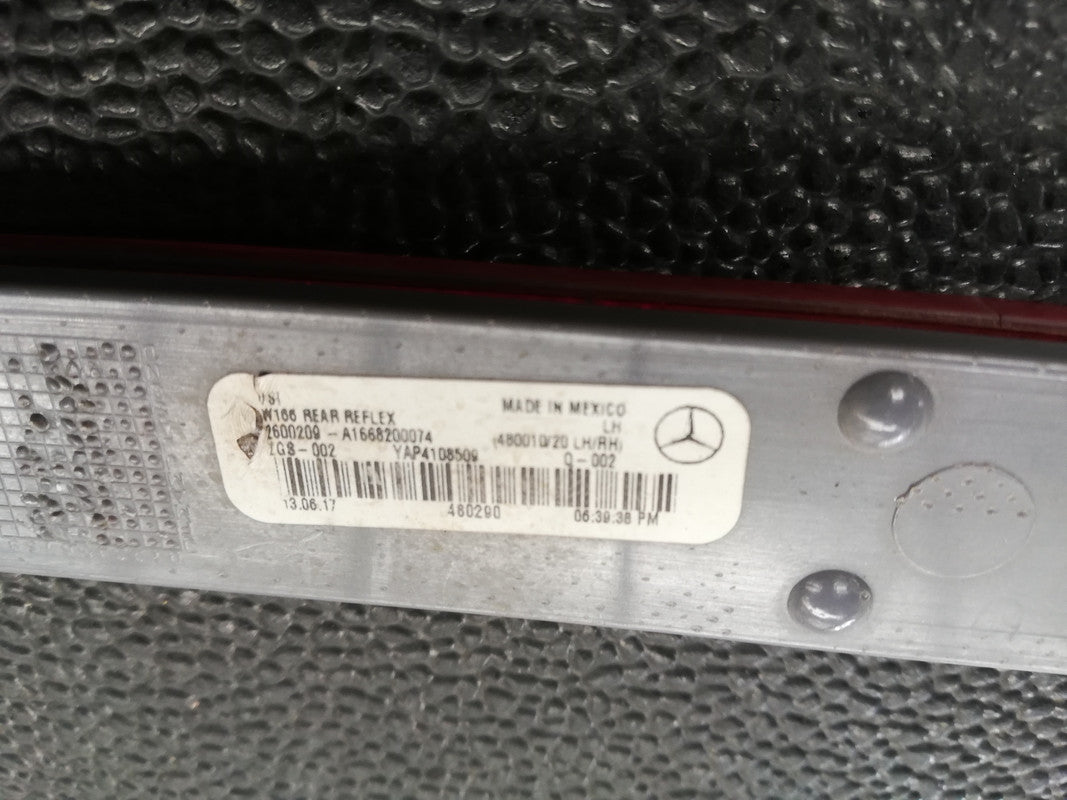 W166 REAR REFLEX
MADE IN MEXICO
LH
2600209 - A1668200074
(480010/20 LH/RH)
ZGS-002 YAP4108509 Q-002
13.06.17 480290 06:39:38 PM